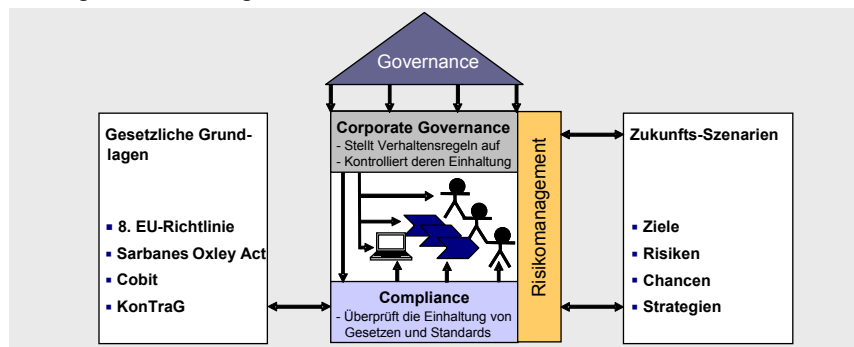 Governance
Gesetzliche Grund-
lagen
8. EU-Richtlinie
Sarbanes Oxley Act
Cobit
KonTraG
Corporate Governance
- Stellt Verhaltensregeln auf
- Kontrolliert deren Einhaltung
Compliance
- Überprüft die Einhaltung von
Gesetzen und Standards
Risikomanagement
Zukunfts-Szenarien
Ziele
Risiken
Chancen
Strategien